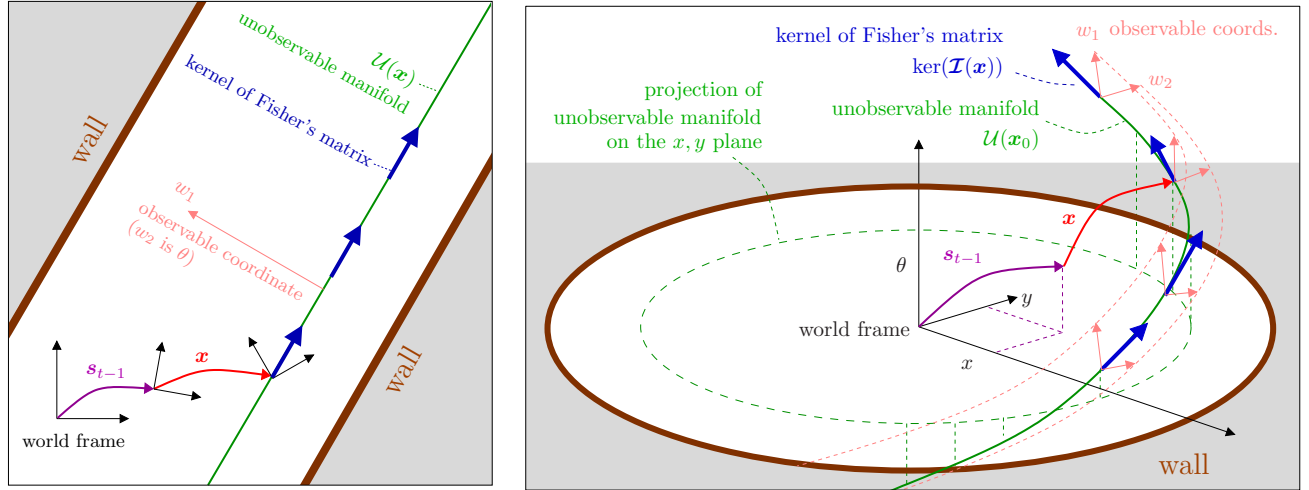 unobservable manifold
𝒰(𝒙)
kernel of Fisher's matrix
wall
w₁
observable coordinate
(w₂ is θ)
wall
𝒔ₜ₋₁
𝒙
world frame
kernel of Fisher's matrix
ker(𝓘(𝒙))
w₁ observable coords.
w₂
projection of
unobservable manifold
on the x, y plane
unobservable manifold
𝒰(𝒙₀)
𝒙
θ
𝒔ₜ₋₁
y
world frame
x
wall